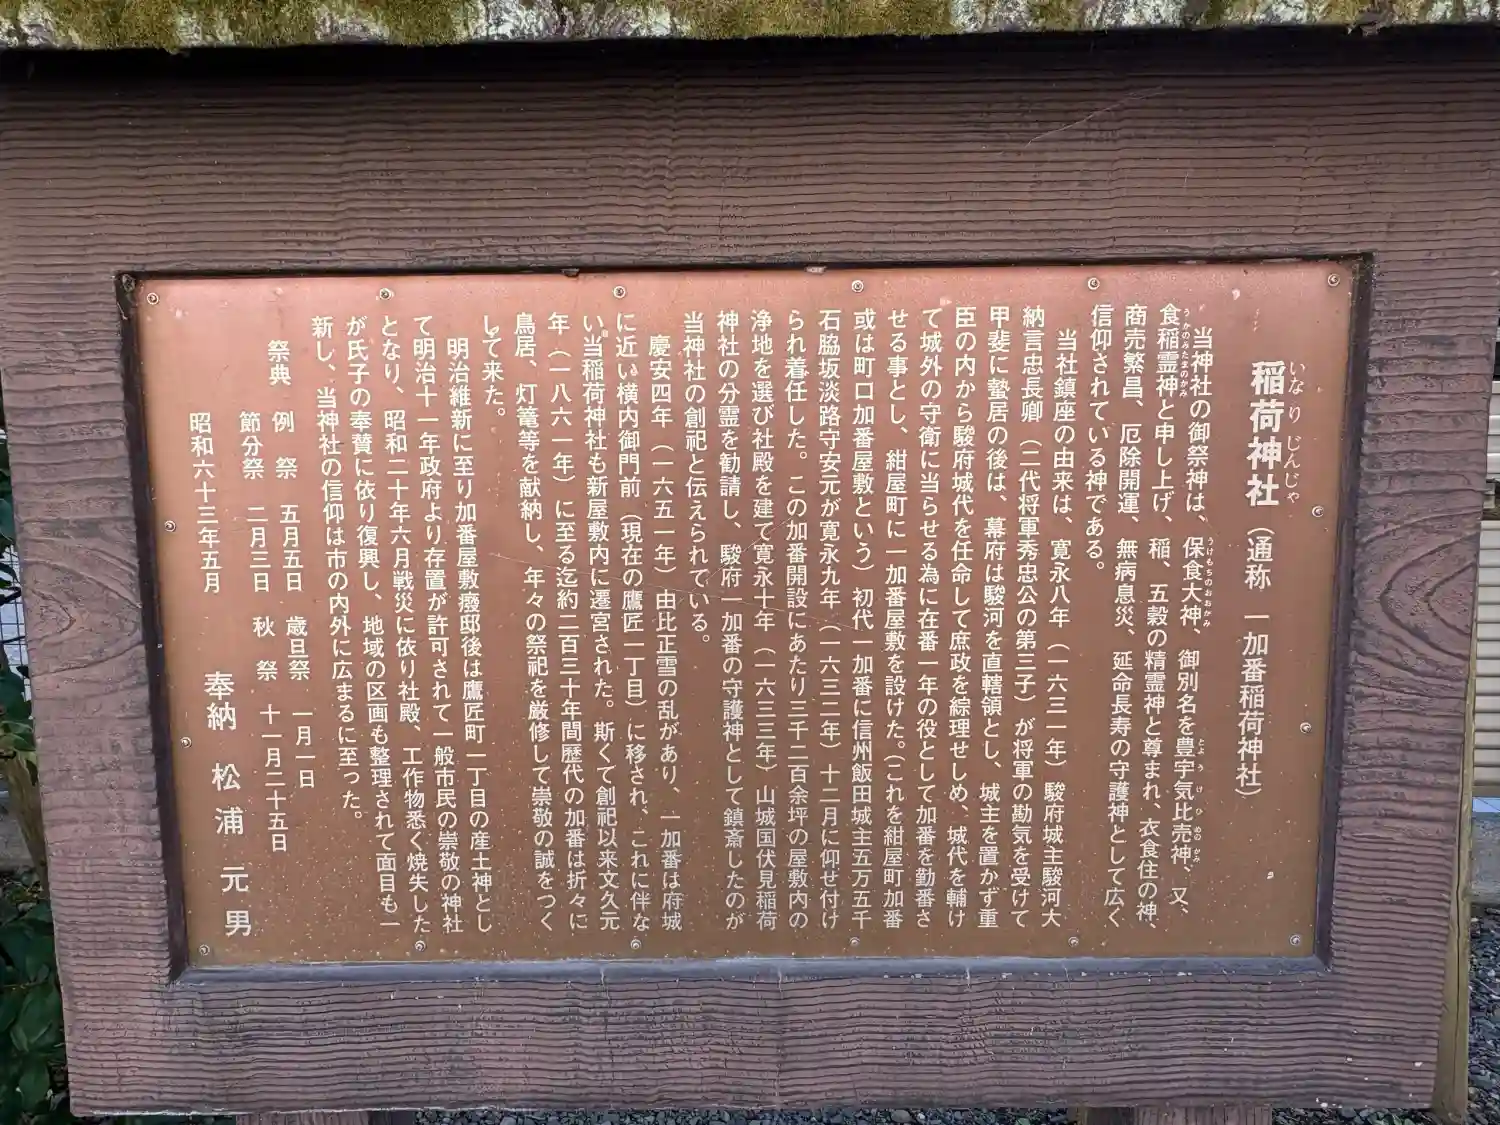 稲荷神社（通称　一加番稲荷神社）
いなりじんじゃ
当神社の御祭神は、保食大神、御別名を豊宇気比売神、又、
うけもちのおおかみ　とようけひめのかみ
食稲霊神と申し上げ、稲、五穀の精霊神と尊まれ、衣食住の神、
うかのみたまのかみ
商売繁昌、厄除開運、無病息災、延命長寿の守護神として広く
信仰されている神である。
当社鎮座の由来は、寛永八年（一六三一年）駿府城主駿河大
納言忠長卿（二代将軍秀忠公の第三子）が将軍の勘気を受けて
甲斐に蟄居の後は、幕府は駿河を直轄領とし、城主を置かず重
臣の内から駿府城代を任命して庶政を綜理せしめ、城代を輔け
て城外の守衛に当らせる為に在番一年の役として加番を勤番さ
せる事とし、紺屋町に一加番屋敷を設けた。（これを紺屋町加番
或は町口加番屋敷という）初代一加番に信州飯田城主五万五千
石脇坂淡路守安元が寛永九年（一六三二年）十二月に仰せ付け
られ着任した。この加番開設にあたり三千二百余坪の屋敷内の
浄地を選び社殿を建て寛永十年（一六三三年）山城国伏見稲荷
神社の分霊を勧請し、駿府一加番の守護神として鎮斎したのが
当神社の創祀と伝えられている。
慶安四年（一六五一年）由比正雪の乱があり、一加番は府城
に近い横内御門前（現在の鷹匠一丁目）に移され、これに伴な
い当稲荷神社も新屋敷内に遷宮された。斯くて創祀以来文久元
年（一八六一年）に至る迄約二百三十年間歴代の加番は折々に
鳥居、灯篭等を献納し、年々の祭祀を厳修して崇敬の誠をつく
して来た。
明治維新に至り加番屋敷癈邸後は鷹匠町一丁目の産土神とし
て明治十一年政府より存置が許可されて一般市民の崇敬の神社
となり、昭和二十年六月戦災に依り社殿、工作物悉く焼失した
が氏子の奉賛に依り復興し、地域の区画も整理されて面目も一
新し、当神社の信仰は市の内外に広まるに至った。
祭典　例　祭　五月五日　歳旦祭　一月一日
節分祭　二月三日　秋　祭　十一月二十五日
昭和六十三年五月
奉納　松浦元男